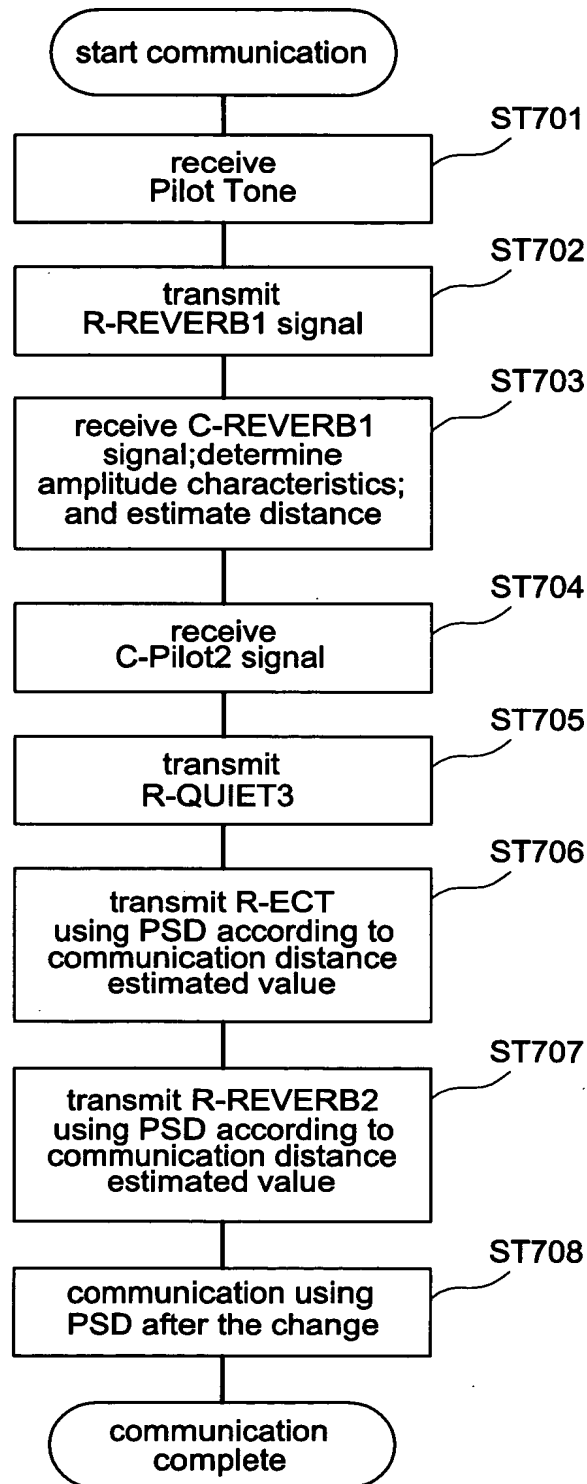 start communication
ST701
receive
Pilot Tone
ST702
transmit
R-REVERB1 signal
ST703
receive C-REVERB1
signal;determine
amplitude characteristics;
and estimate distance
ST704
receive
C-Pilot2 signal
ST705
transmit
R-QUIET3
ST706
transmit R-ECT
using PSD according to
communication distance
estimated value
ST707
transmit R-REVERB2
using PSD according to
communication distance
estimated value
ST708
communication using
PSD after the change
communication
complete